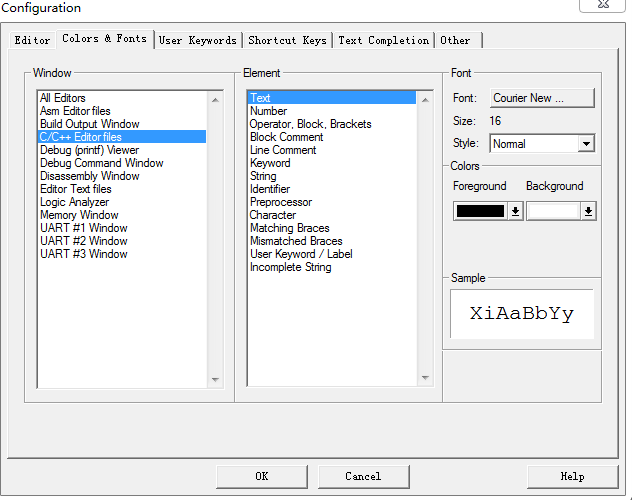 Configuration
Editor Colors & Fonts User Keywords Shortcut Keys Text Completion Other
Window
All Editors
Asm Editor files
Build Output Window
C/C++ Editor files
Debug (printf) Viewer
Debug Command Window
Disassembly Window
Editor Text files
Logic Analyzer
Memory Window
UART #1 Window
UART #2 Window
UART #3 Window
Element
Text
Number
Operator, Block, Brackets
Block Comment
Line Comment
Keyword
String
Identifier
Preprocessor
Character
Matching Braces
Mismatched Braces
User Keyword / Label
Incomplete String
Font
Font: Courier New ...
Size: 16
Style: Normal
Colors
Foreground Background
Sample
XiAaBbYy
OK Cancel Help